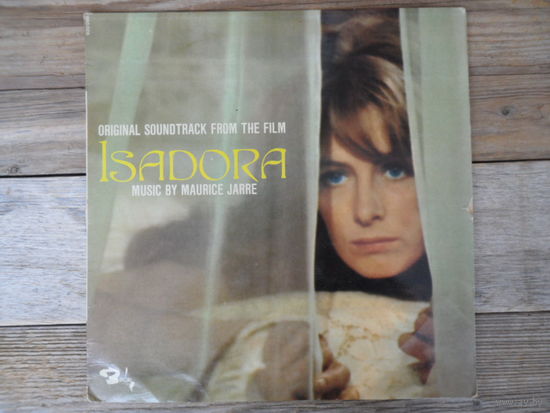 ORIGINAL SOUNDTRACK FROM THE FILM
ISADORA
MUSIC BY MAURICE JARRE